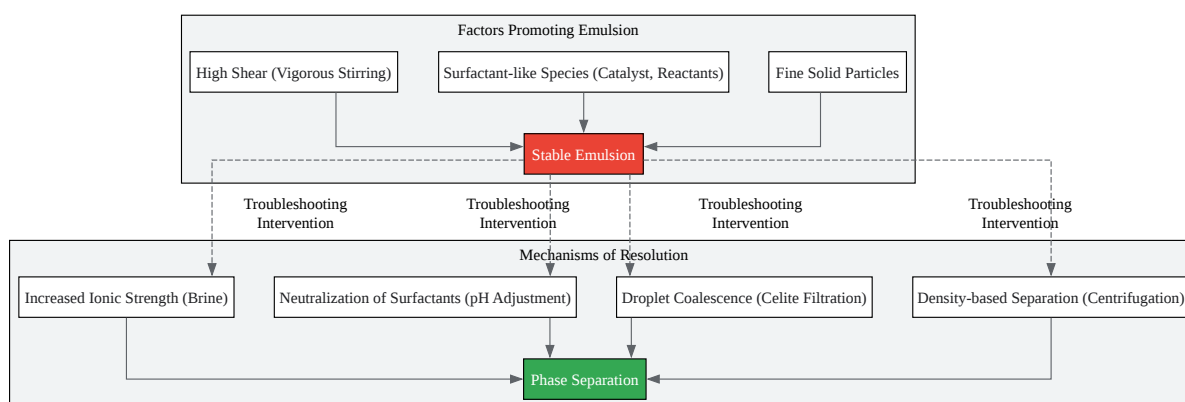 Factors Promoting Emulsion
High Shear (Vigorous Stirring)
Surfactant-like Species (Catalyst, Reactants)
Fine Solid Particles
Stable Emulsion
Troubleshooting
Intervention
Troubleshooting
Intervention
Troubleshooting
Intervention
Troubleshooting
Intervention
Mechanisms of Resolution
Increased Ionic Strength (Brine)
Neutralization of Surfactants (pH Adjustment)
Droplet Coalescence (Celite Filtration)
Density-based Separation (Centrifugation)
Phase Separation